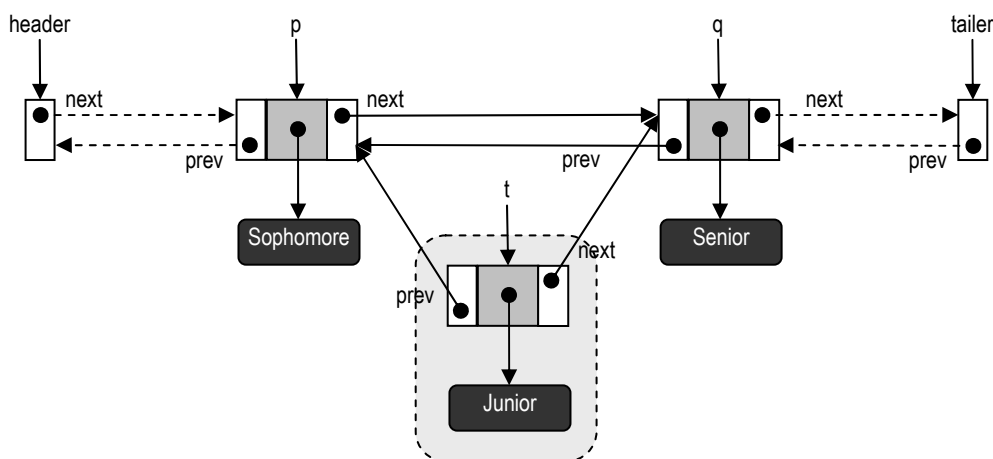 header
p
q
tailer
next
next
next
prev
prev
prev
t
Sophomore
Senior
next
prev
Junior